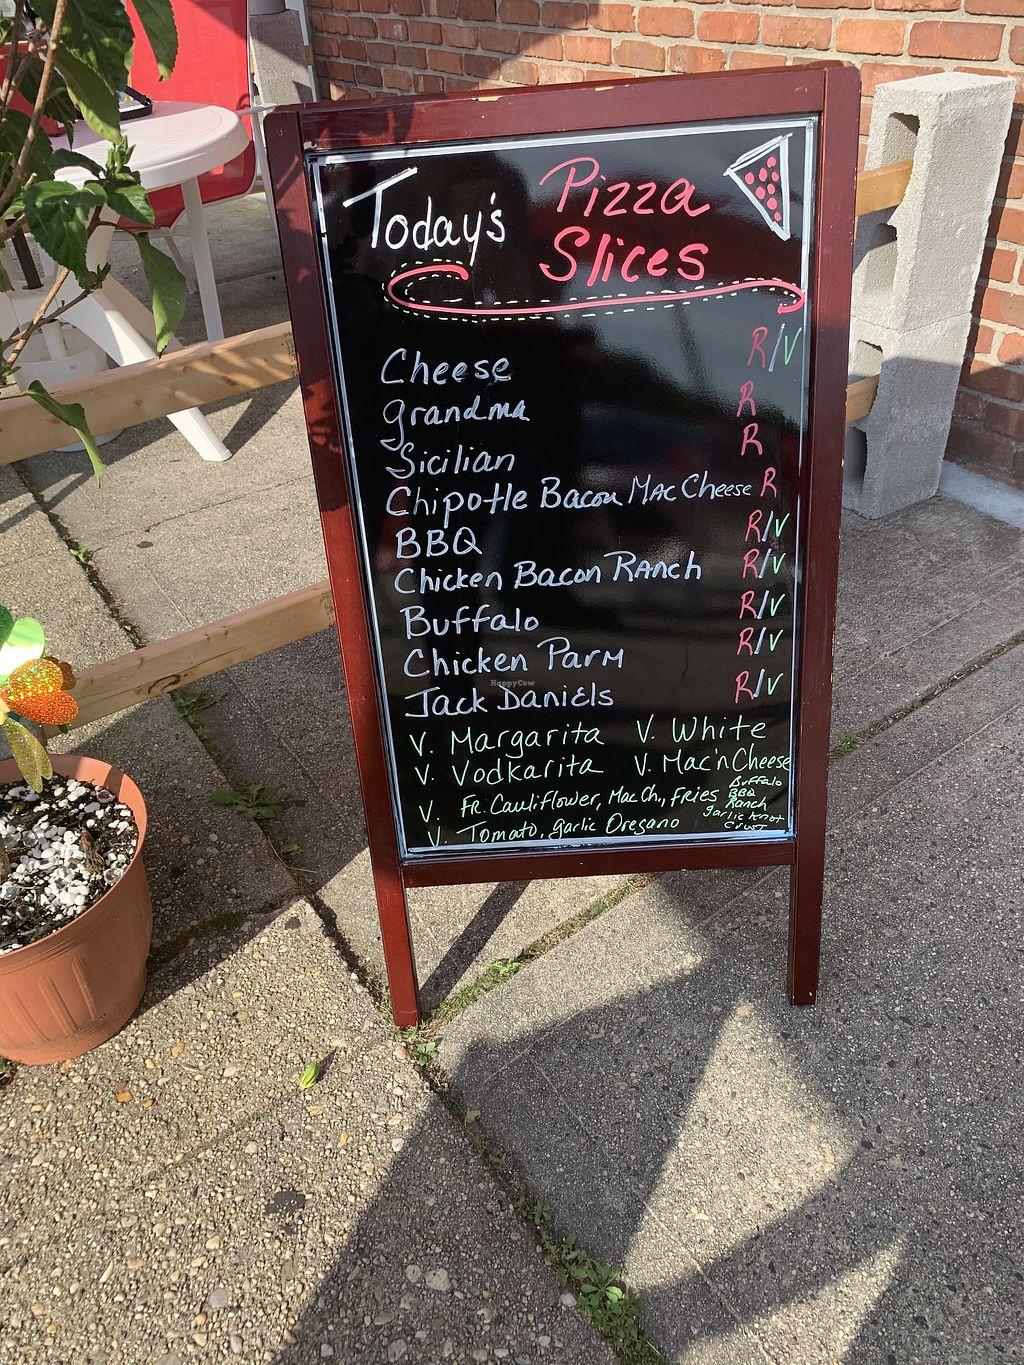 Today's Pizza Slices
Cheese R/V
Grandma R
Sicilian R
Chipotle Bacon Mac Cheese R
BBQ R/V
Chicken Bacon Ranch R/V
Buffalo R/V
Chicken Parm R/V
Jack Daniels R/V
V. Margarita V. White
V. Vodkarita V. Mac'n Cheese
V. Fr. Cauliflower, Mac Ch., Fries Buffalo BBQ Ranch garlic knot crust
V. Tomato, garlic Oregano
HappyCow